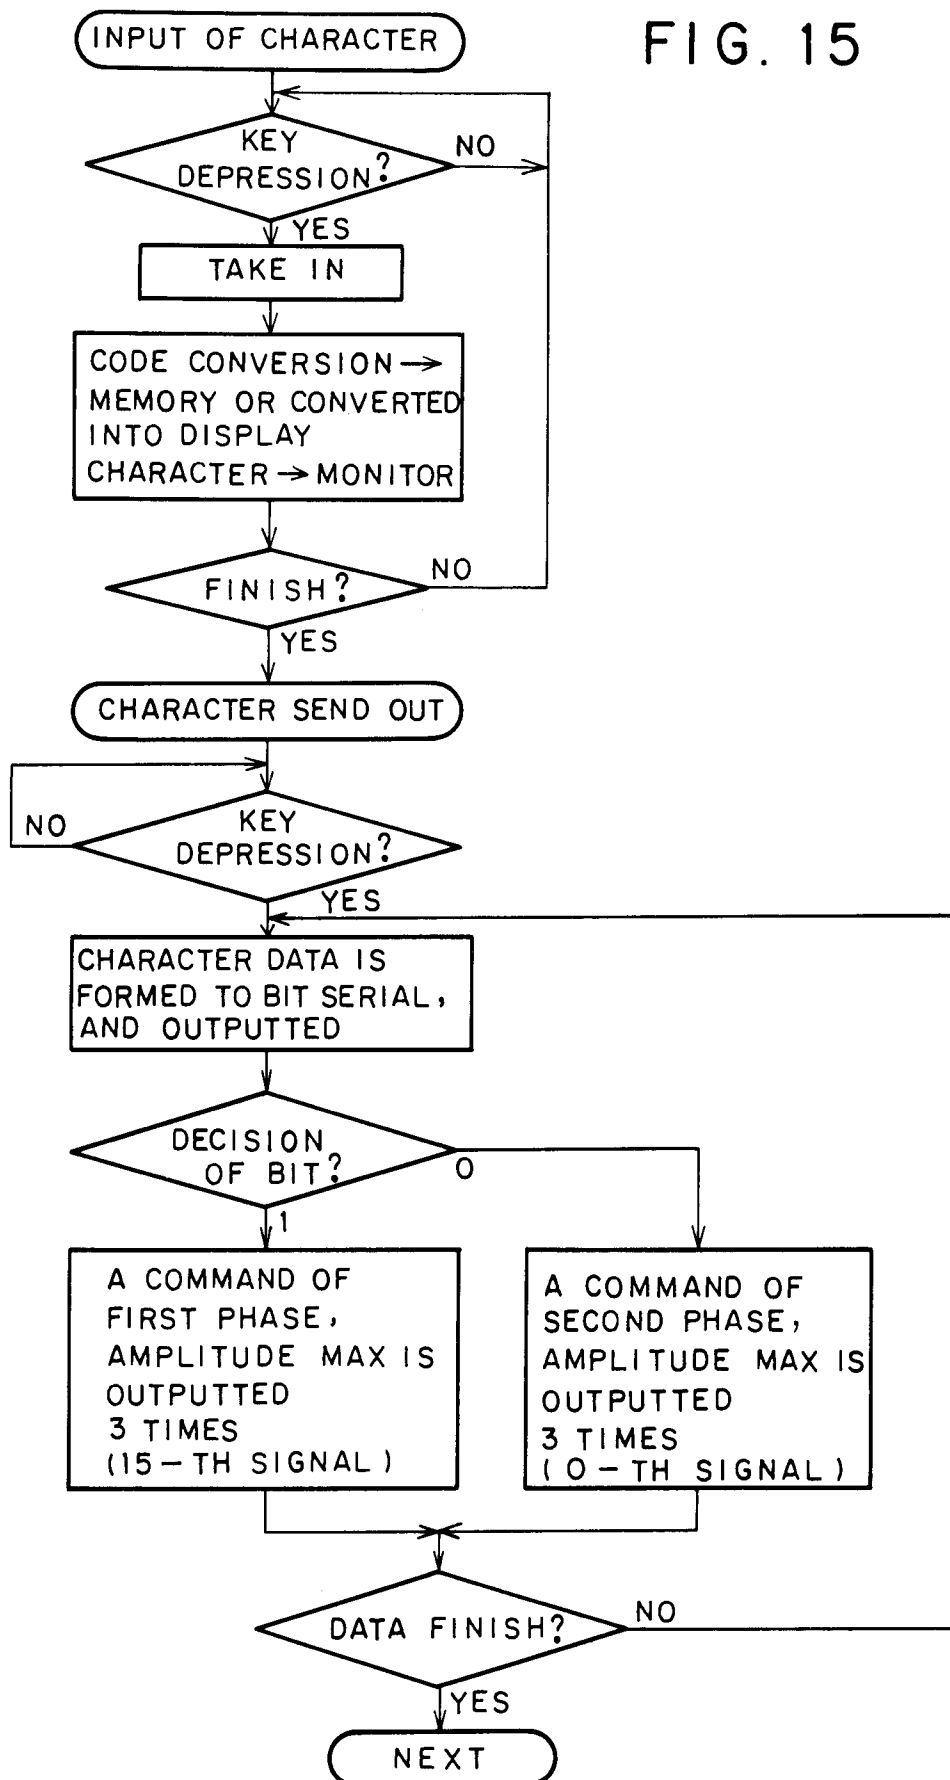 FIG. 15
INPUT OF CHARACTER
KEY
DEPRESSION?
NO
YES
TAKE IN
CODE CONVERSION →
MEMORY OR CONVERTED
INTO DISPLAY
CHARACTER → MONITOR
FINISH?
NO
YES
CHARACTER SEND OUT
KEY
DEPRESSION?
NO
YES
CHARACTER DATA IS
FORMED TO BIT SERIAL,
AND OUTPUTTED
DECISION
OF BIT?
0
1
A COMMAND OF
FIRST PHASE,
AMPLITUDE MAX IS
OUTPUTTED
3 TIMES
(15-TH SIGNAL)
A COMMAND OF
SECOND PHASE,
AMPLITUDE MAX IS
OUTPUTTED
3 TIMES
(0-TH SIGNAL)
DATA FINISH?
NO
YES
NEXT